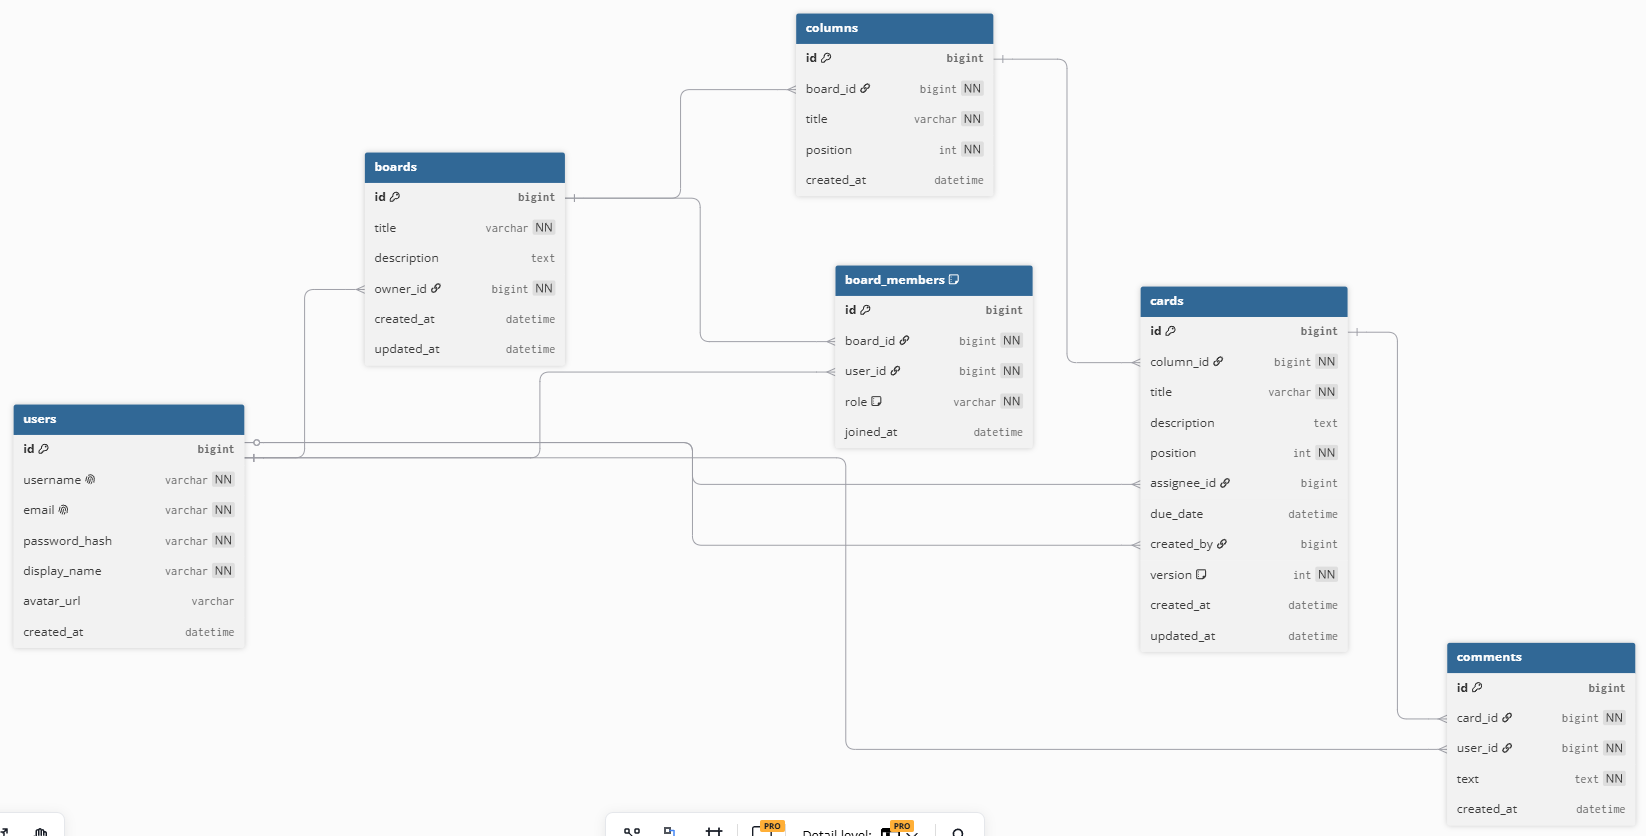 columns
id bigint
board_id bigint NN
title varchar NN
position int NN
created_at datetime
boards
id bigint
title varchar NN
description text
owner_id bigint NN
created_at datetime
updated_at datetime
board_members
id bigint
board_id bigint NN
user_id bigint NN
role varchar NN
joined_at datetime
cards
id bigint
column_id bigint NN
title varchar NN
description text
position int NN
assignee_id bigint
due_date datetime
created_by bigint
version int NN
created_at datetime
updated_at datetime
users
id bigint
username varchar NN
email varchar NN
password_hash varchar NN
display_name varchar NN
avatar_url varchar
created_at datetime
comments
id bigint
card_id bigint NN
user_id bigint NN
text text NN
created_at datetime
PRO
Detail level:
PRO